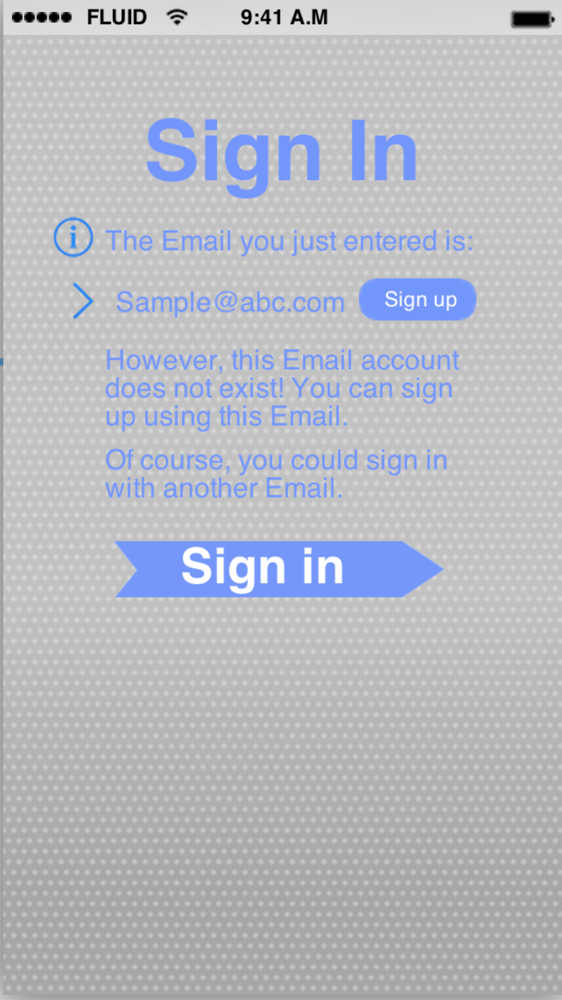 FLUID 9:41 A.M
Sign In
The Email you just entered is:
Sample@abc.com Sign up
However, this Email account
does not exist! You can sign
up using this Email.
Of course, you could sign in
with another Email.
Sign in